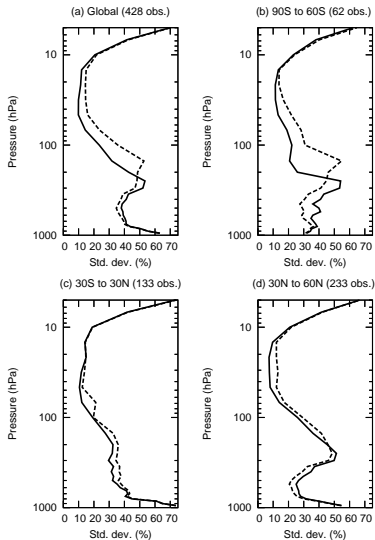 (a) Global (428 obs.)
10
100
1000
Pressure (hPa)
0 10 20 30 40 50 60 70
Std. dev. (%)
(b) 90S to 60S (62 obs.)
10
100
1000
Pressure (hPa)
0 10 20 30 40 50 60 70
Std. dev. (%)
(c) 30S to 30N (133 obs.)
10
100
1000
Pressure (hPa)
0 10 20 30 40 50 60 70
Std. dev. (%)
(d) 30N to 60N (233 obs.)
10
100
1000
Pressure (hPa)
0 10 20 30 40 50 60 70
Std. dev. (%)